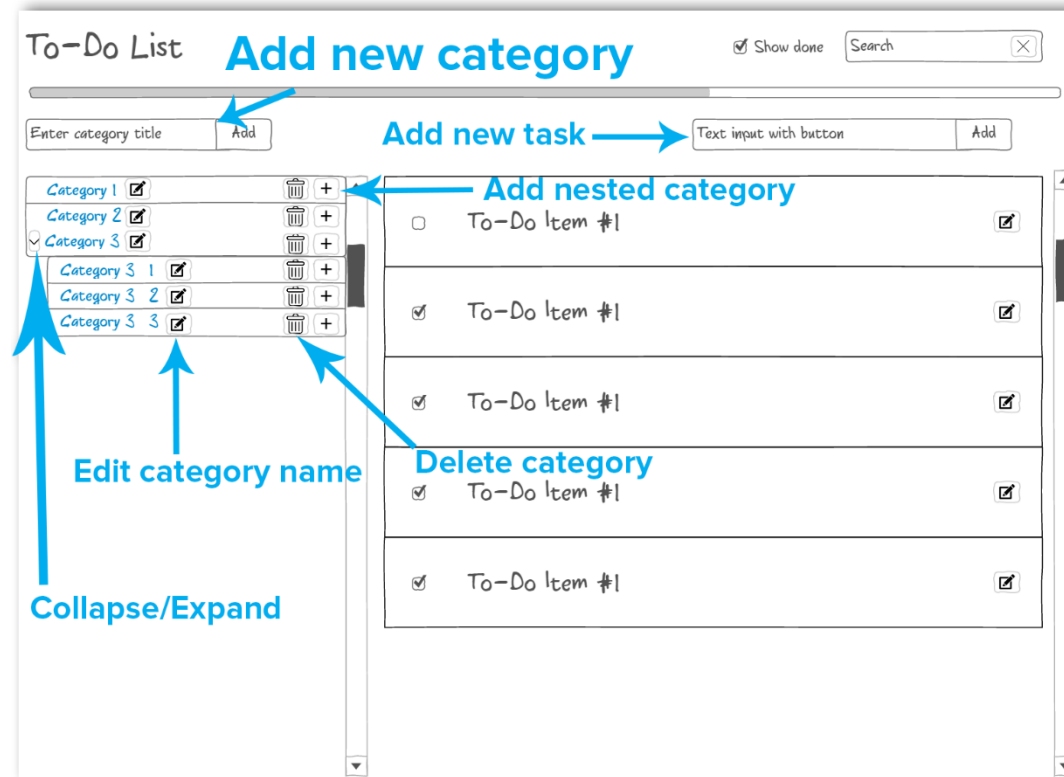 To-Do List
Add new category
Show done
Search
Enter category title
Add
Add new task
Text input with button
Add
Category 1
Add nested category
Category 2
Category 3
Category 3 1
Category 3 2
Category 3 3
To-Do Item #1
To-Do Item #1
To-Do Item #1
Edit category name
Delete category
To-Do Item #1
To-Do Item #1
Collapse/Expand